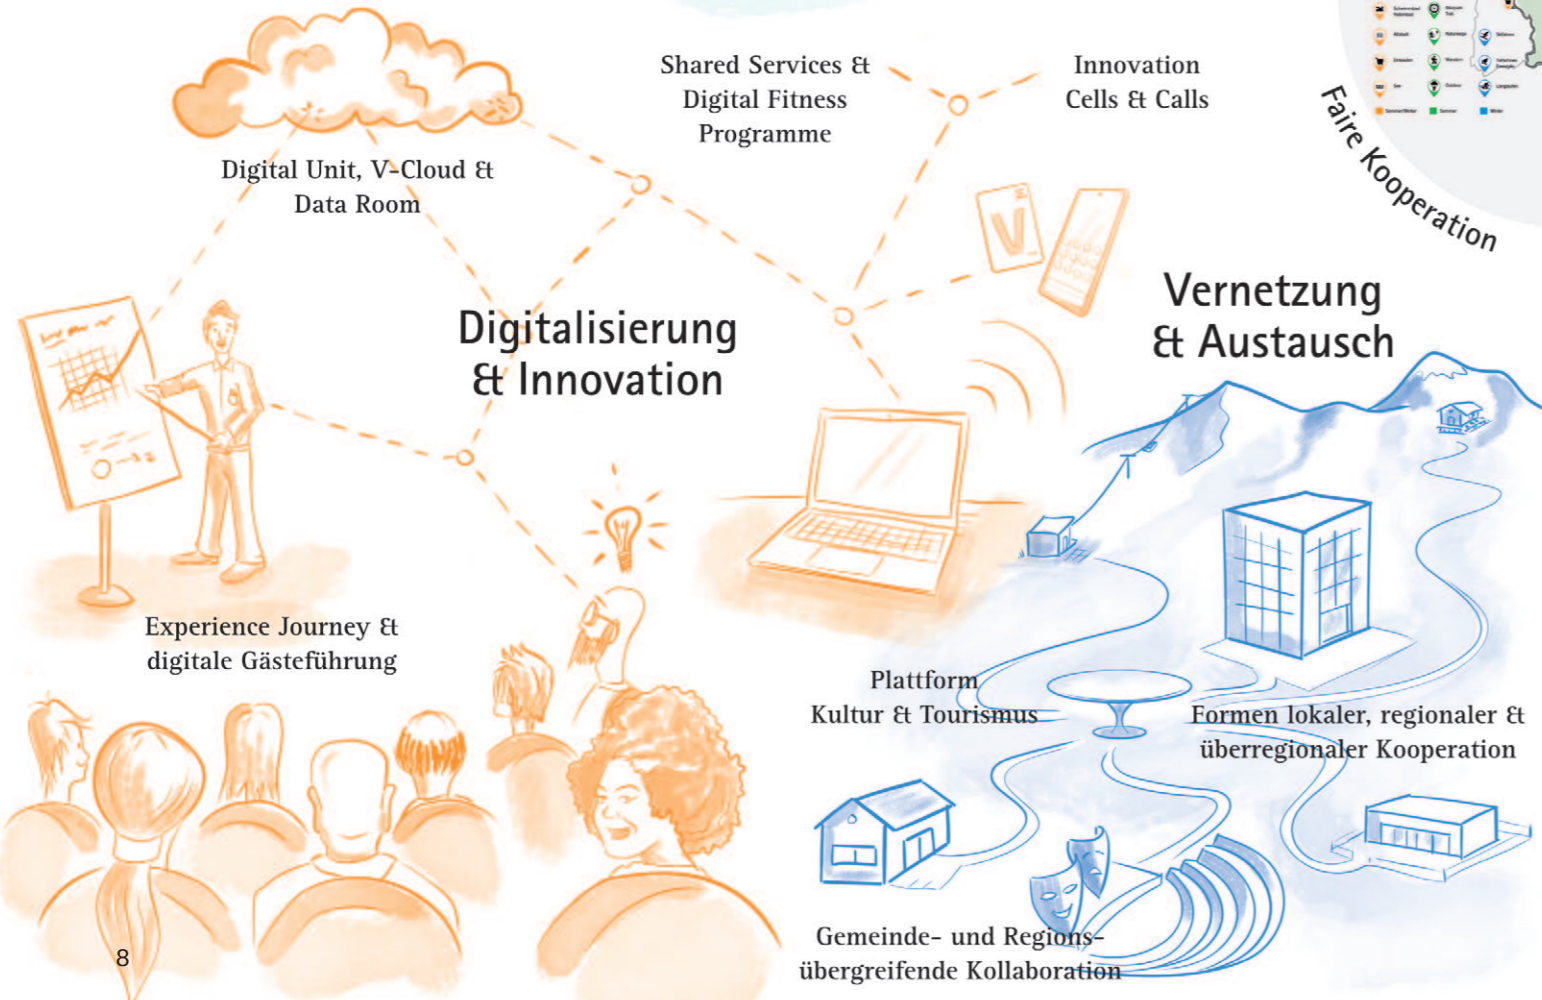 Shared Services &
Digital Fitness
Programme
Innovation
Cells & Calls
Faire Kooperation
Digital Unit, V-Cloud &
Data Room
V
Vernetzung
& Austausch
Digitalisierung
& Innovation
Experience Journey &
digitale Gästeführung
Plattform
Kultur & Tourismus
Formen lokaler, regionaler &
überregionaler Kooperation
Gemeinde- und Regions-
übergreifende Kollaboration
8